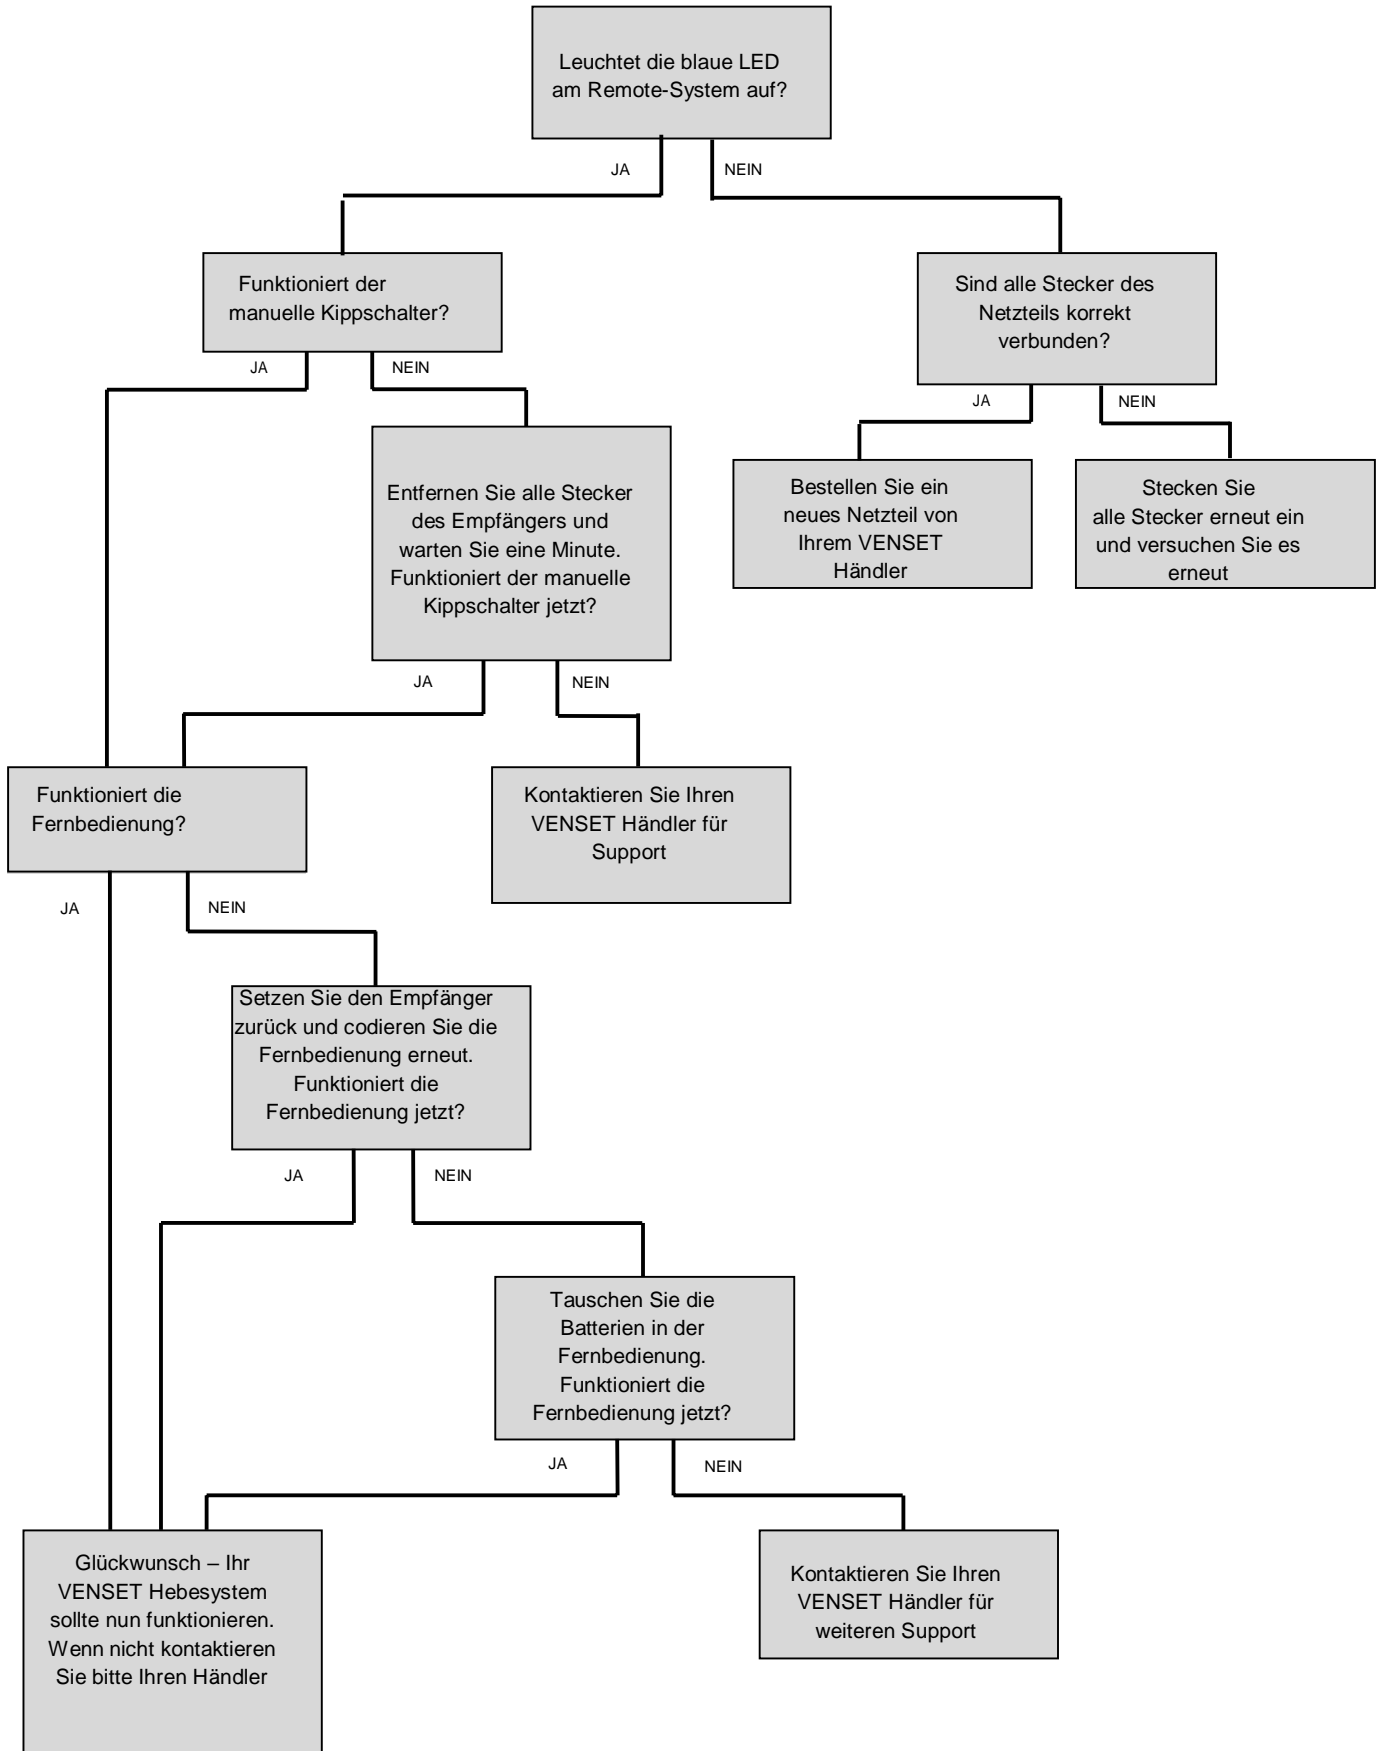 Leuchtet die blaue LED
am Remote-System auf?
JA
NEIN
Funktioniert der
manuelle Kippschalter?
Sind alle Stecker des
Netzteils korrekt
verbunden?
JA
NEIN
JA
NEIN
Entfernen Sie alle Stecker
des Empfängers und
warten Sie eine Minute.
Funktioniert der manuelle
Kippschalter jetzt?
Bestellen Sie ein
neues Netzteil von
Ihrem VENSET
Händler
Stecken Sie
alle Stecker erneut ein
und versuchen Sie es
erneut
JA
NEIN
Funktioniert die
Fernbedienung?
Kontaktieren Sie Ihren
VENSET Händler für
Support
JA
NEIN
Setzen Sie den Empfänger
zurück und codieren Sie die
Fernbedienung erneut.
Funktioniert die
Fernbedienung jetzt?
JA
NEIN
Tauschen Sie die
Batterien in der
Fernbedienung.
Funktioniert die
Fernbedienung jetzt?
JA
NEIN
Glückwunsch – Ihr
VENSET Hebesystem
sollte nun funktionieren.
Wenn nicht kontaktieren
Sie bitte Ihren Händler
Kontaktieren Sie Ihren
VENSET Händler für
weiteren Support